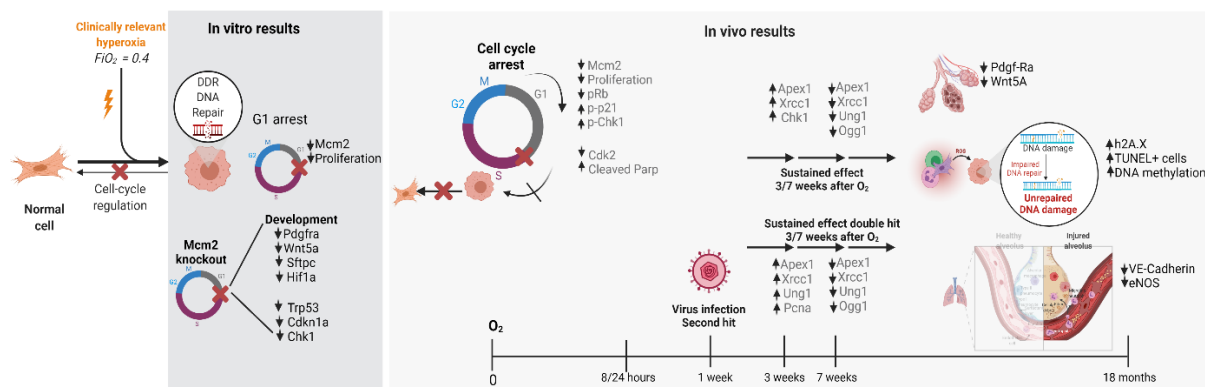 Clinically relevant
hyperoxia
FiO₂ = 0.4
Normal
cell
Cell-cycle
regulation
In vitro results
DDR
DNA
Repair
G1 arrest
M
G2
G1
S
Mcm2
Proliferation
Mcm2
knockout
M
G2
G1
S
Development
Pdgfra
Wnt5a
Sftpc
Hif1a
Trp53
Cdkn1a
Chk1
In vivo results
Cell cycle
arrest
M
G2
G1
S
Mcm2
Proliferation
pRb
p-p21
p-Chk1
Cdk2
Cleaved Parp
Apex1
Xrcc1
Chk1
Apex1
Xrcc1
Ung1
Ogg1
Sustained effect
3/7 weeks after O₂
Pdgf-Ra
Wnt5A
ROS
DNA damage
Impaired
DNA repair
Unrepaired
DNA damage
h2A.X
TUNEL+ cells
DNA methylation
Sustained effect double hit
3/7 weeks after O₂
Virus infection
Second hit
Apex1
Xrcc1
Ung1
Pcna
Apex1
Xrcc1
Ung1
Ogg1
Healthy
alveolus
Injured
alveolus
VE-Cadherin
eNOS
O₂
0
8/24 hours
1 week
3 weeks
7 weeks
18 months